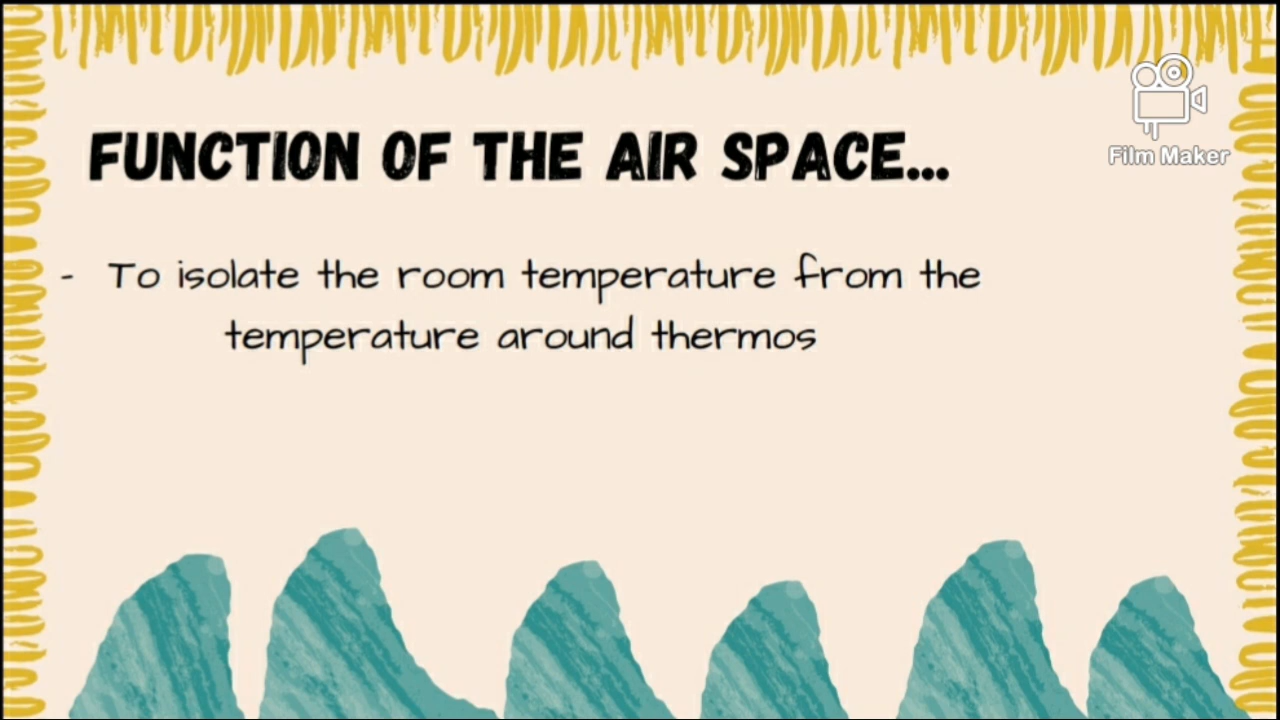 Film Maker
FUNCTION OF THE AIR SPACE...
- To isolate the room temperature from the
temperature around thermos